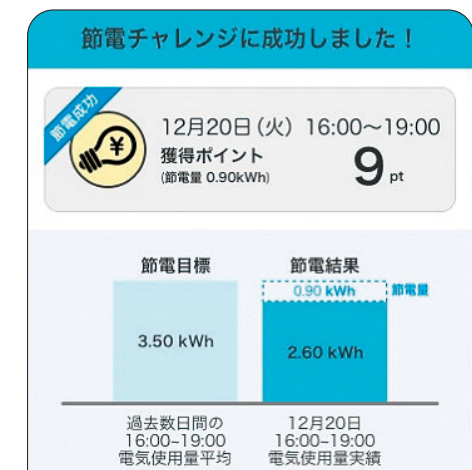 節電チャレンジに成功しました！
節電成功
12月20日（火） 16:00〜19:00
獲得ポイント
(節電量 0.90kWh)
9 pt
¥
節電目標
節電結果
0.90 kWh
節電量
3.50 kWh
2.60 kWh
過去数日間の
16:00-19:00
電気使用量平均
12月20日
16:00-19:00
電気使用量実績